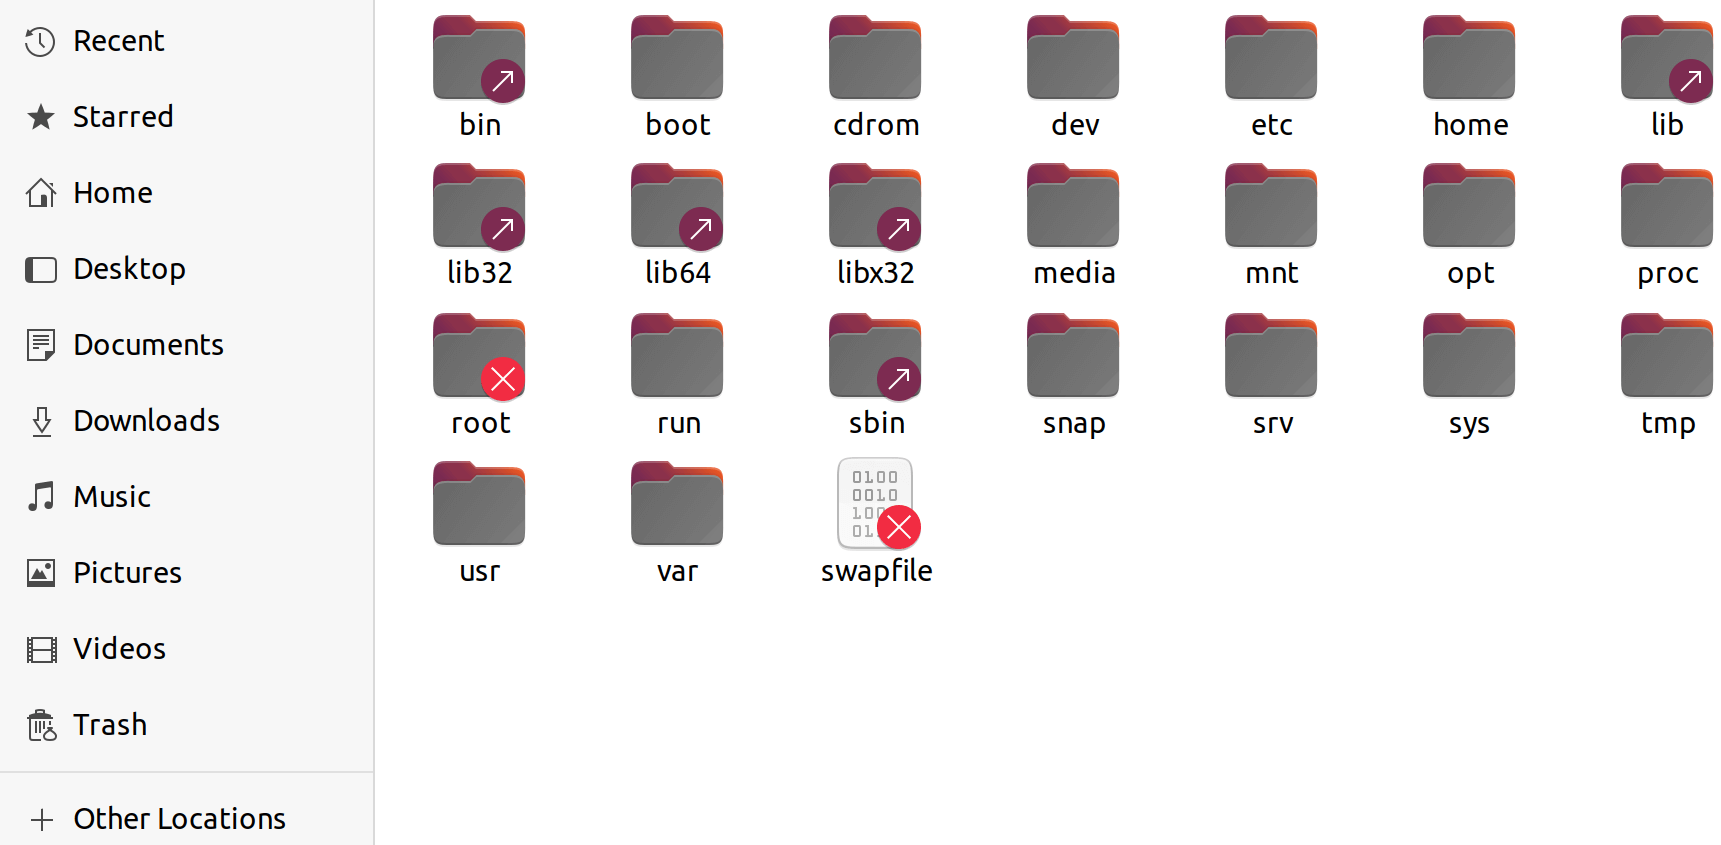 Recent
Starred
Home
Desktop
Documents
Downloads
Music
Pictures
Videos
Trash
Other Locations
bin boot cdrom dev etc home lib
lib32 lib64 libx32 media mnt opt proc
root run sbin snap srv sys tmp
usr var swapfile